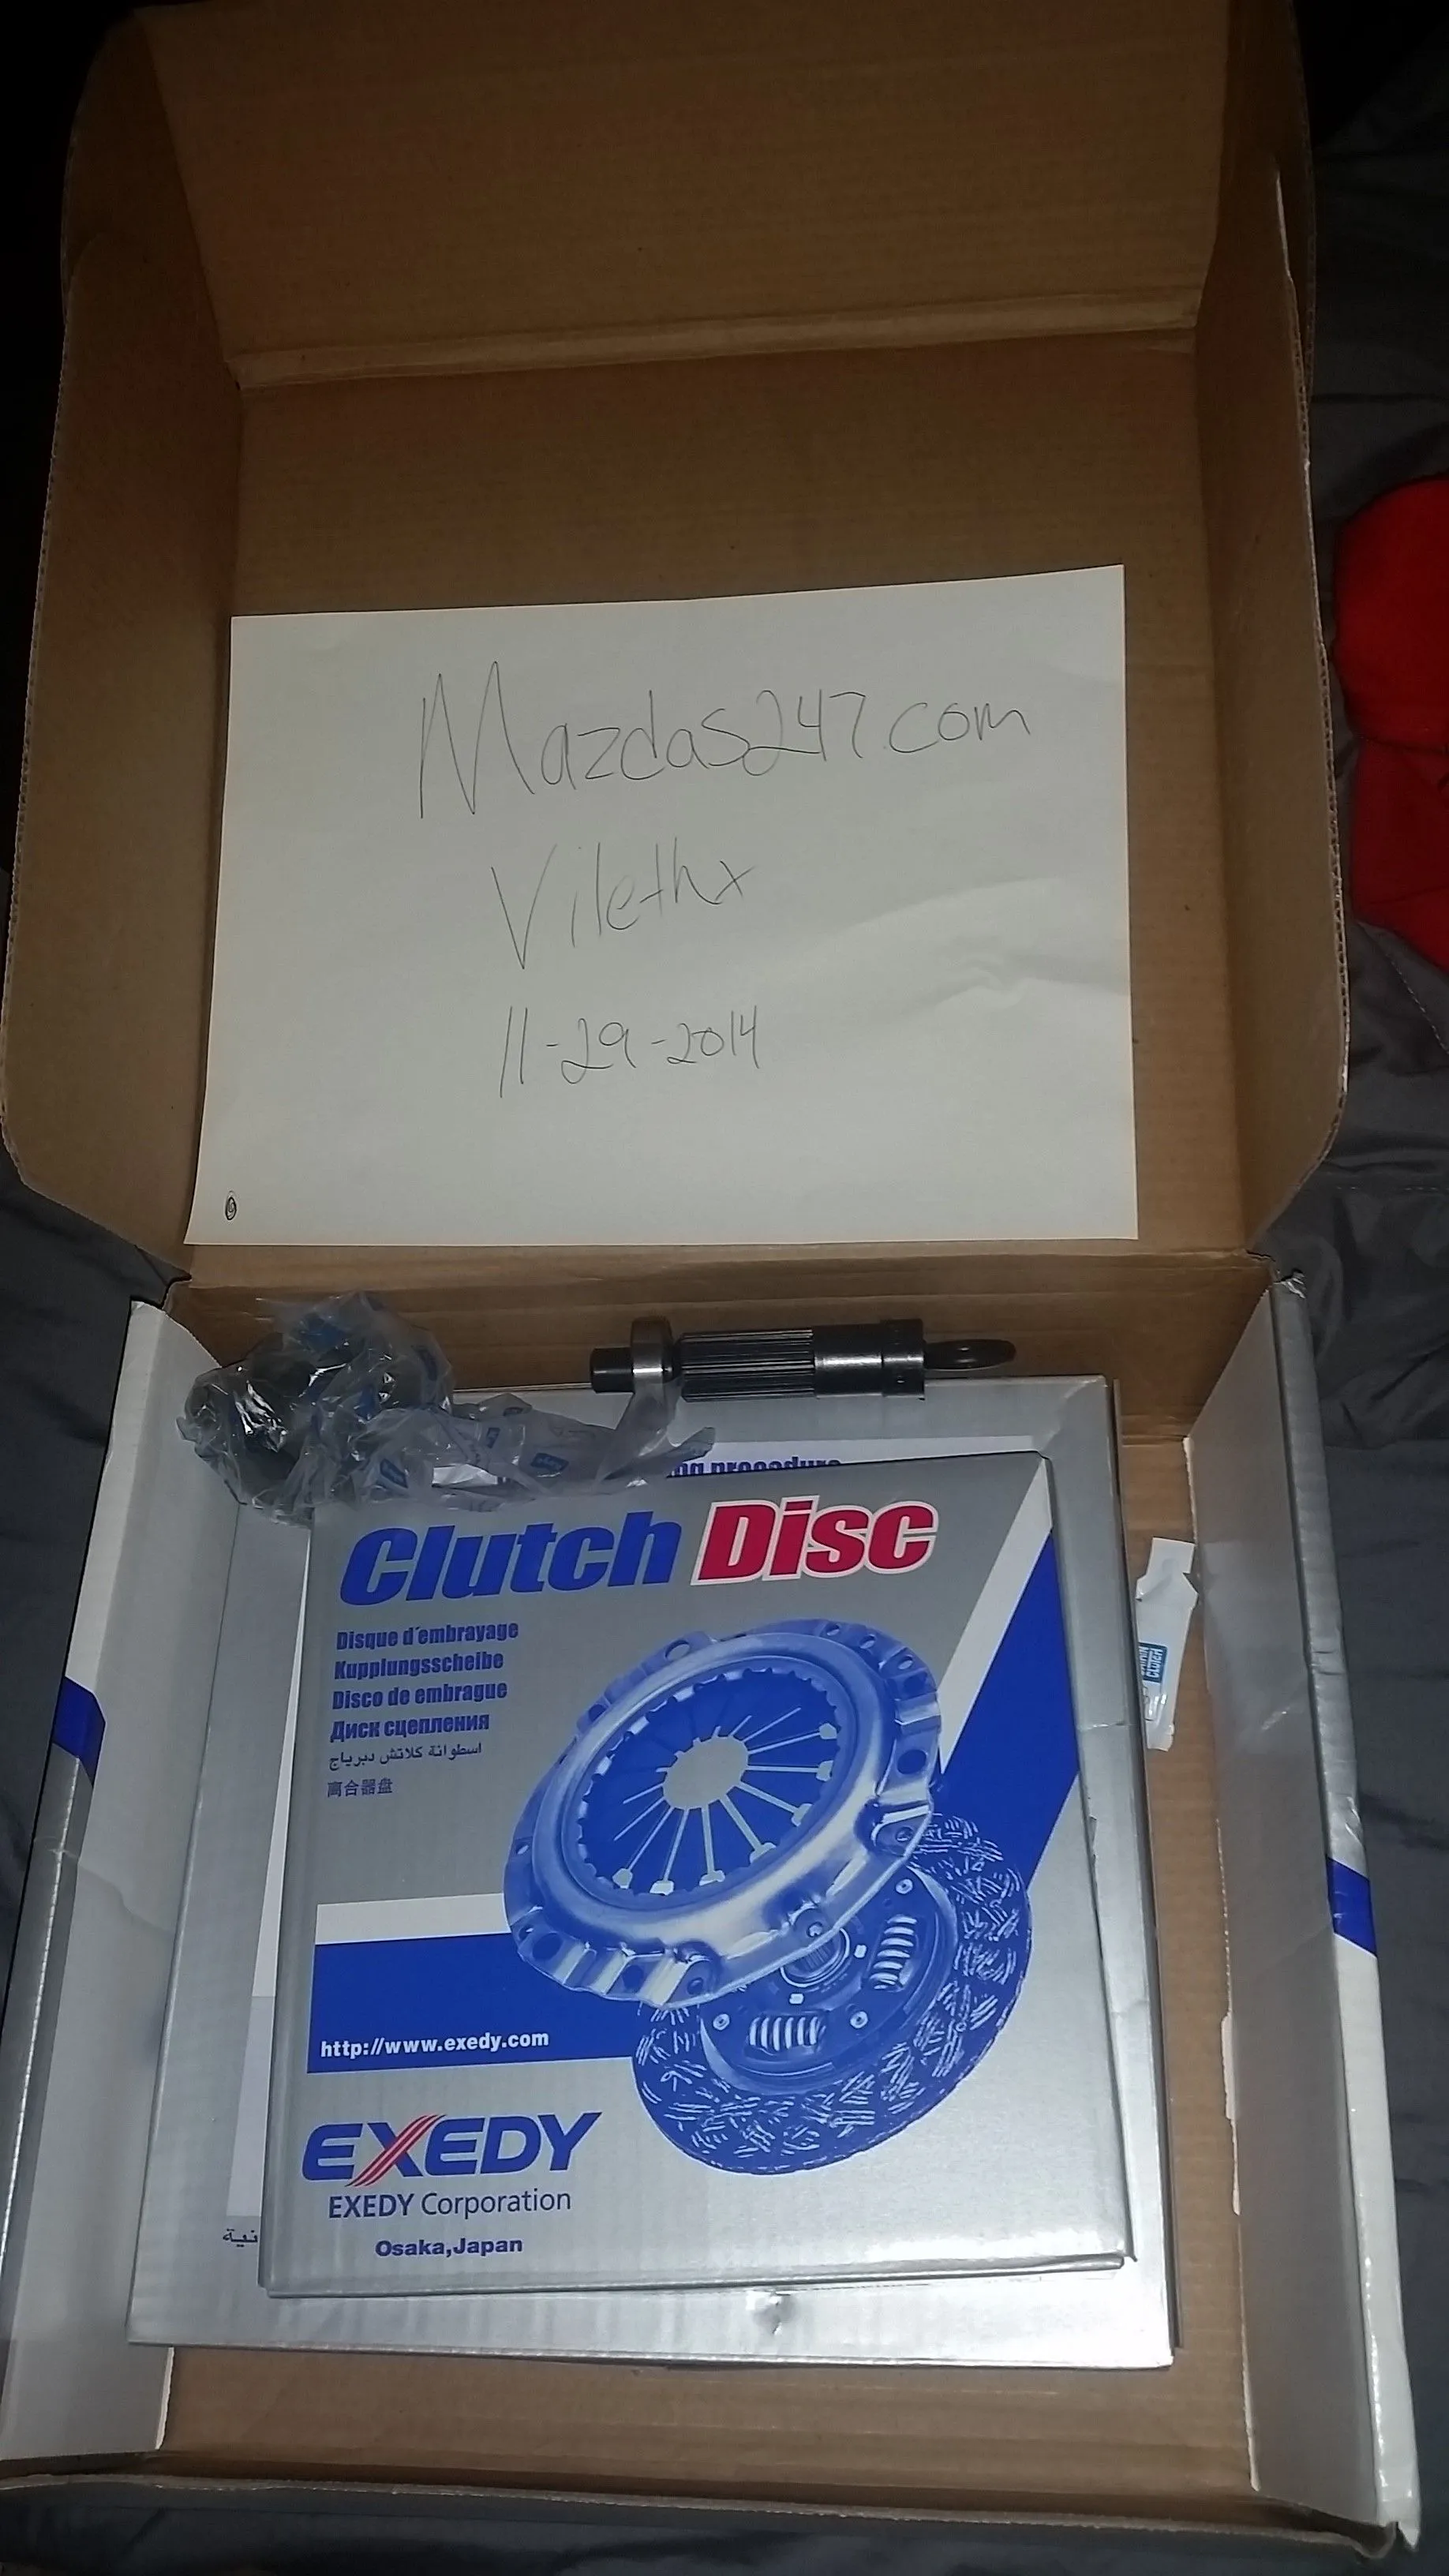 Mazdas247.com
Vilethx
11-29-2014
procedure
Clutch Disc
Disque d'embrayage
Kupplungsscheibe
Disco de embrague
Диск сцепления
اسطوانة كلاتش دبرياج
离合器盘
http://www.exedy.com
EXEDY
EXEDY Corporation
Osaka,Japan